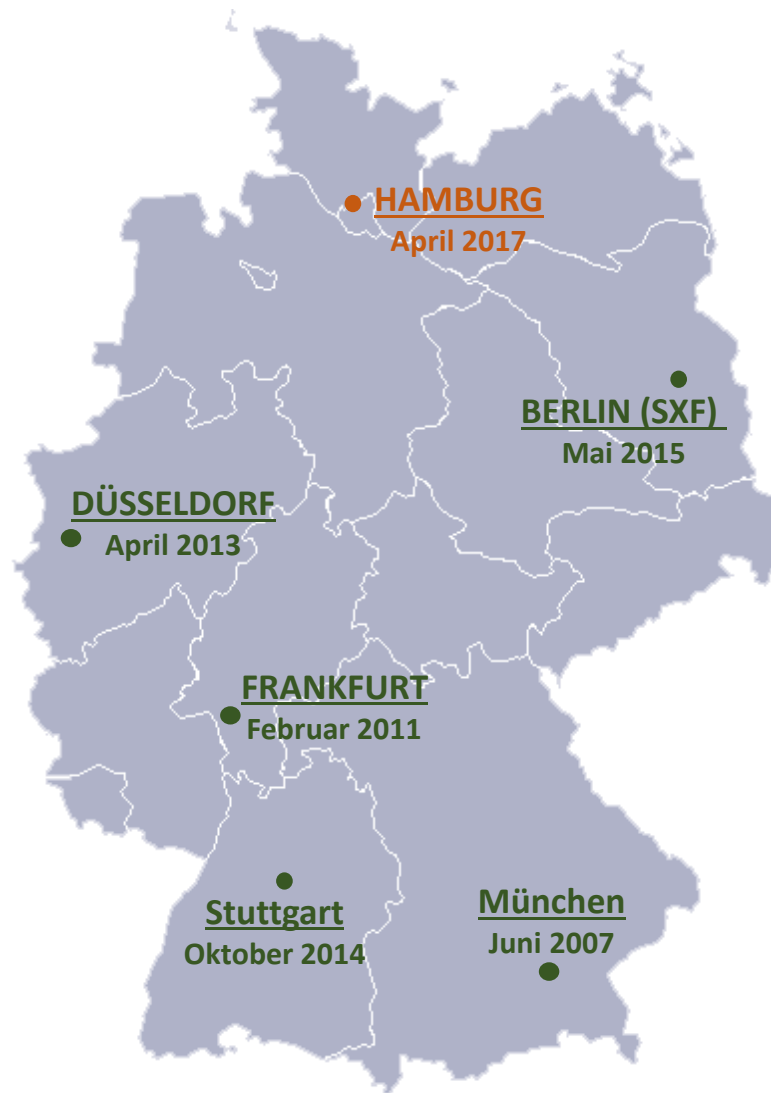 HAMBURG
April 2017
BERLIN (SXF)
Mai 2015
DÜSSELDORF
April 2013
FRANKFURT
Februar 2011
Stuttgart
Oktober 2014
München
Juni 2007